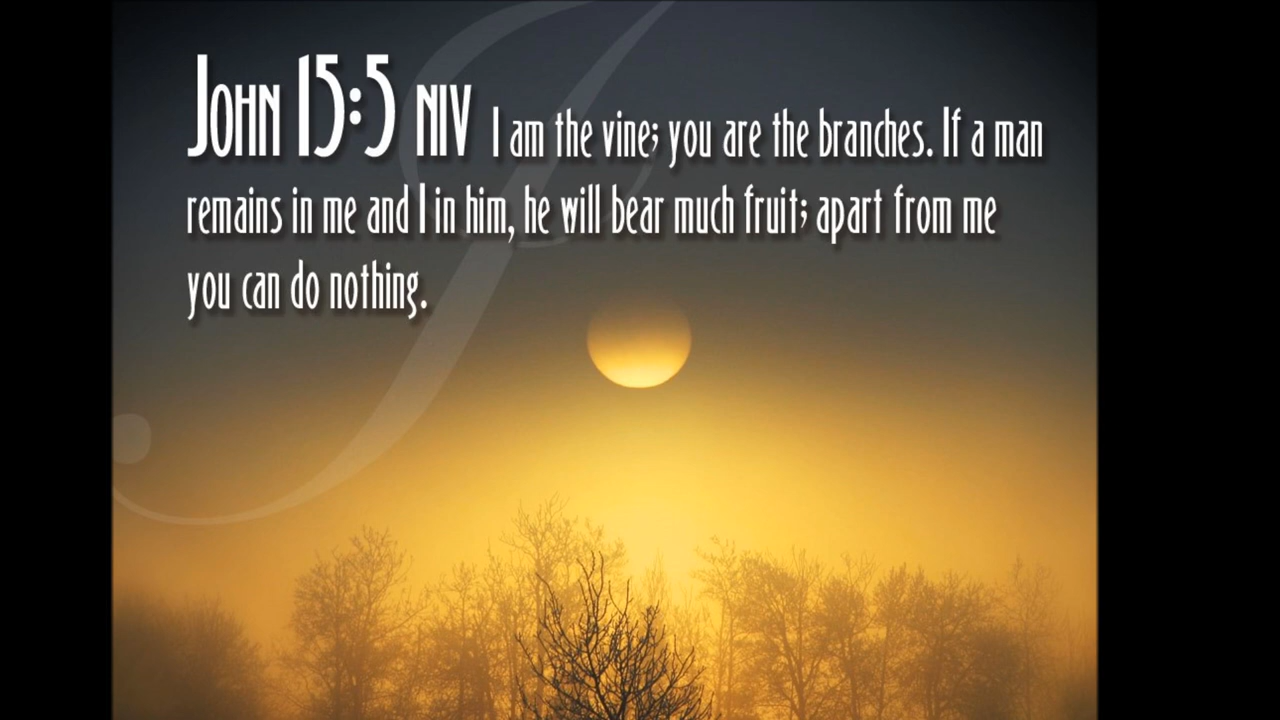 John 15:5 NIV I am the vine; you are the branches. If a man
remains in me and I in him, he will bear much fruit; apart from me
you can do nothing.